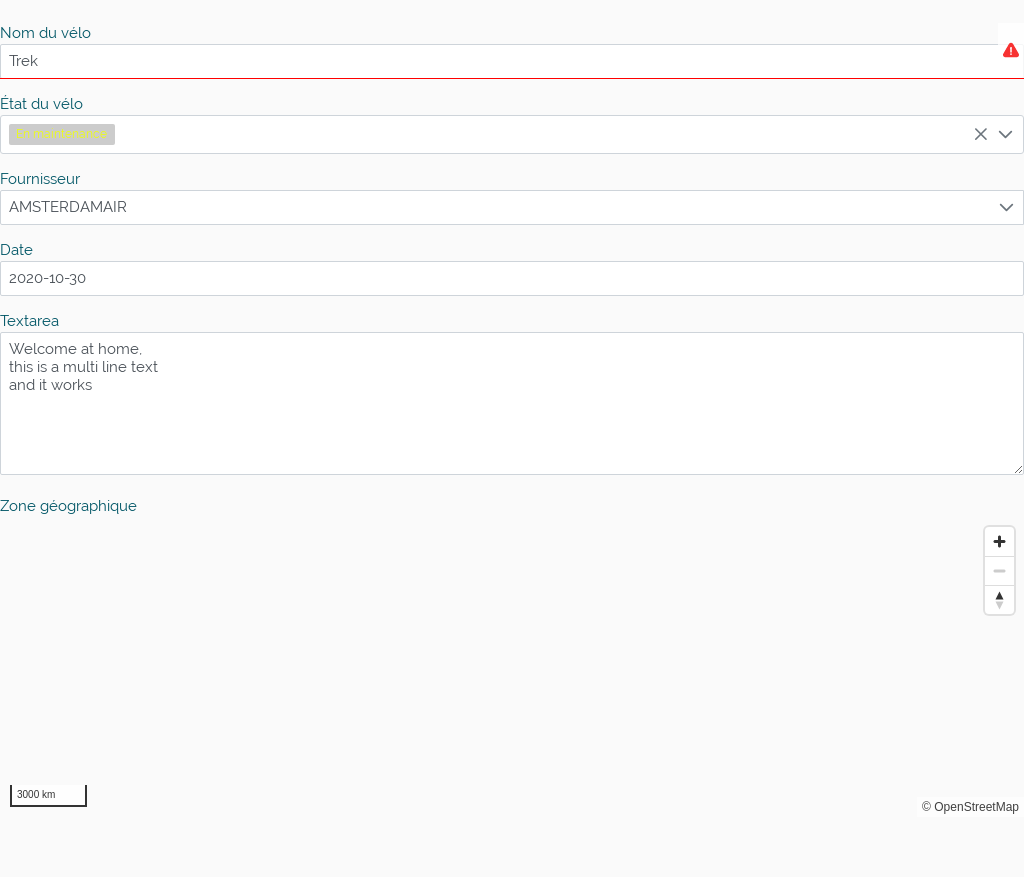 Nom du vélo
Trek
État du vélo
En maintenance
Fournisseur
AMSTERDAMAIR
Date
2020-10-30
Textarea
Welcome at home,
this is a multi line text
and it works
Zone géographique
3000 km
© OpenStreetMap